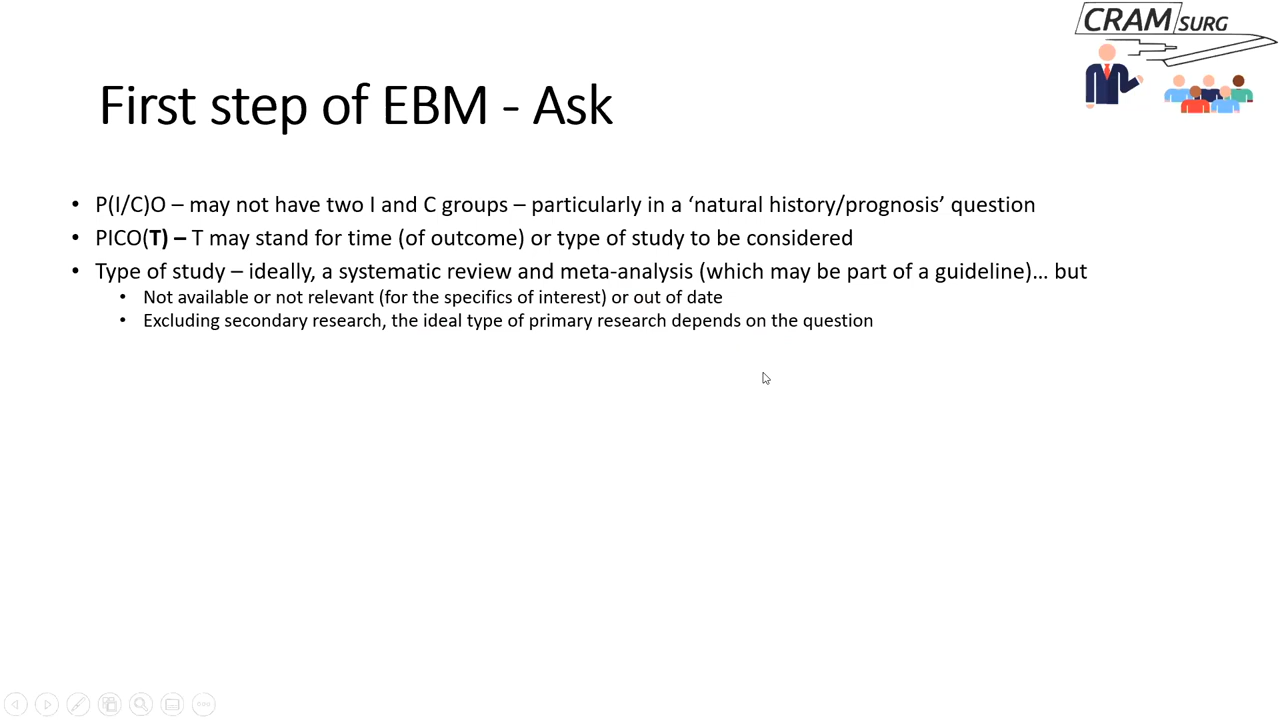 CRAM SURG
First step of EBM - Ask
• P(I/C)O – may not have two I and C groups – particularly in a ‘natural history/prognosis’ question
• PICO(T) – T may stand for time (of outcome) or type of study to be considered
• Type of study – ideally, a systematic review and meta-analysis (which may be part of a guideline)… but
• Not available or not relevant (for the specifics of interest) or out of date
• Excluding secondary research, the ideal type of primary research depends on the question